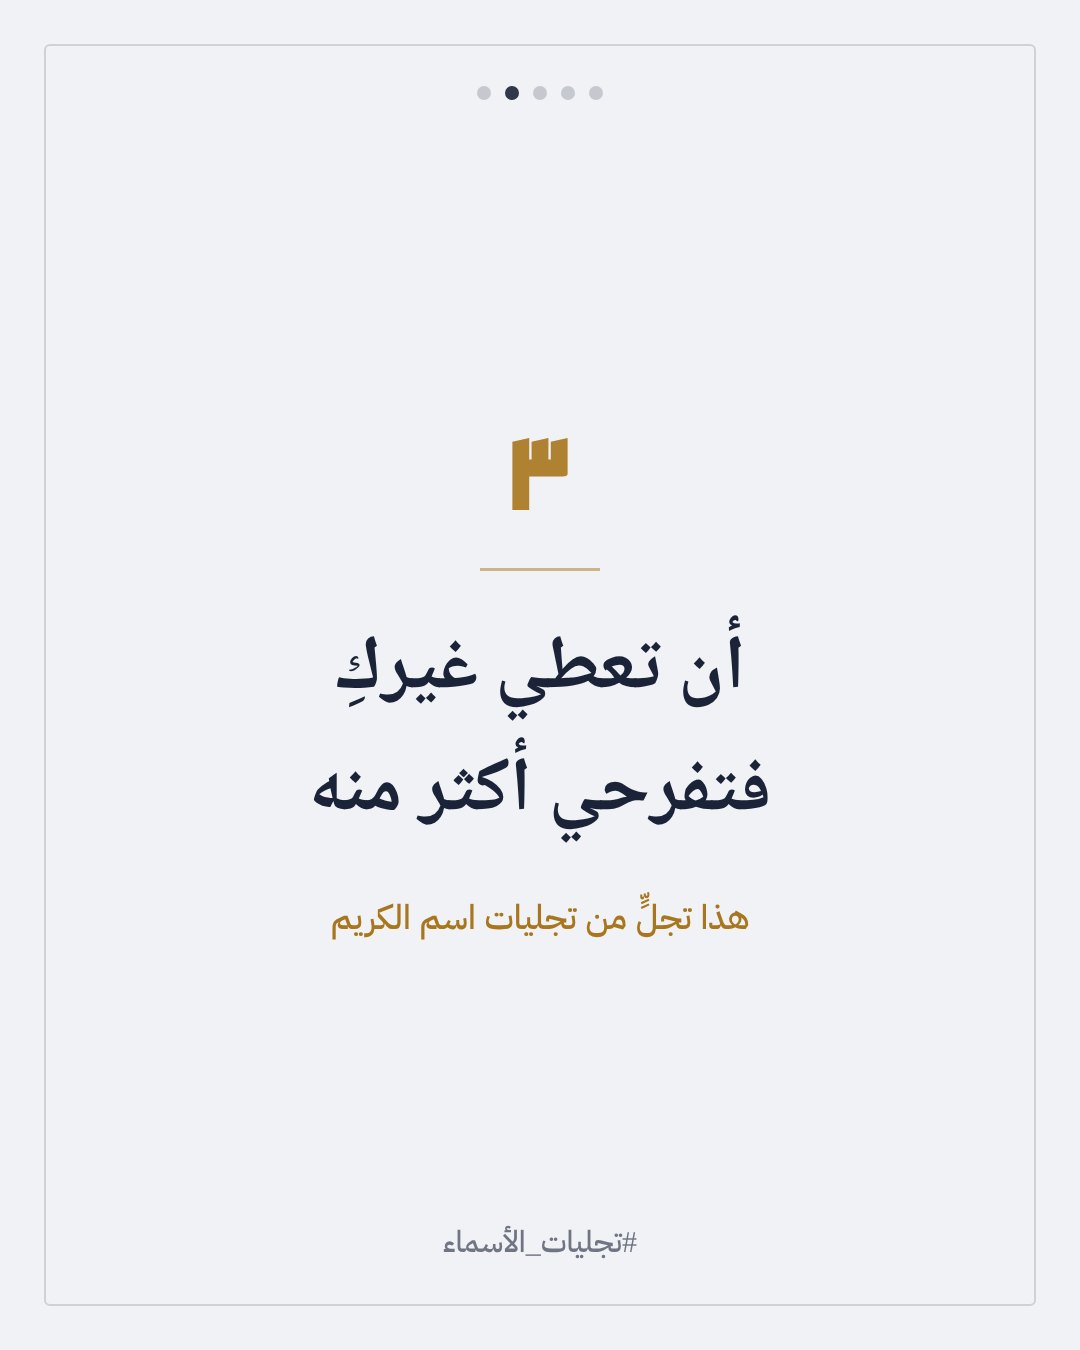 ٣
أن تعطي غيركِ
فتفرحي أكثر منه
هذا تجلٍّ من تجليات اسم الكريم
#تجليات_الأسماء